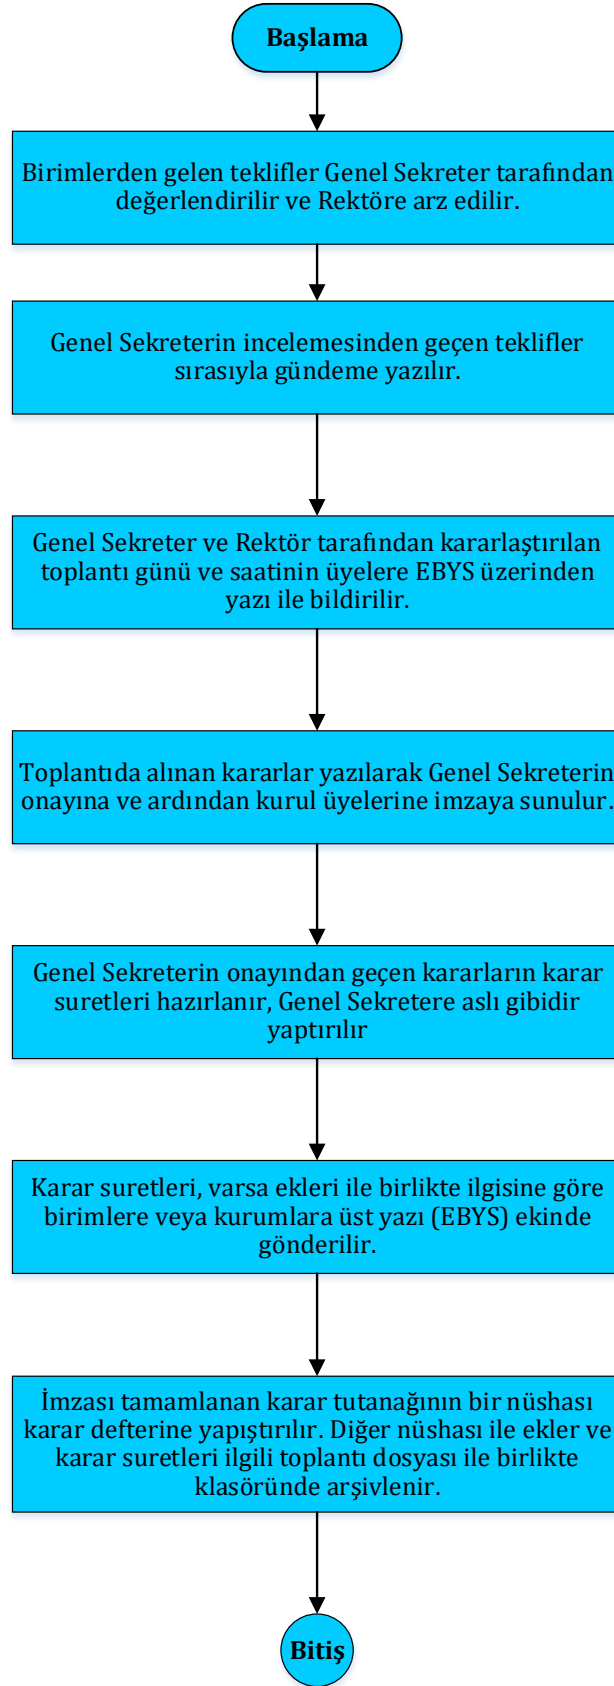 Başlama
Birimlerden gelen teklifler Genel Sekreter tarafından
değerlendirilir ve Rektöre arz edilir.
Genel Sekreterin incelemesinden geçen teklifler
sırasıyla gündeme yazılır.
Genel Sekreter ve Rektör tarafından kararlaştırılan
toplantı günü ve saatinin üyelere EBYS üzerinden
yazı ile bildirilir.
Toplantıda alınan kararlar yazılarak Genel Sekreterin
onayına ve ardından kurul üyelerine imzaya sunulur.
Genel Sekreterin onayından geçen kararların karar
suretleri hazırlanır, Genel Sekretere aslı gibidir
yaptırılır
Karar suretleri, varsa ekleri ile birlikte ilgisine göre
birimlere veya kurumlara üst yazı (EBYS) ekinde
gönderilir.
İmzası tamamlanan karar tutanağının bir nüshası
karar defterine yapıştırılır. Diğer nüshası ile ekler ve
karar suretleri ilgili toplantı dosyası ile birlikte
klasöründe arşivlenir.
Bitiş